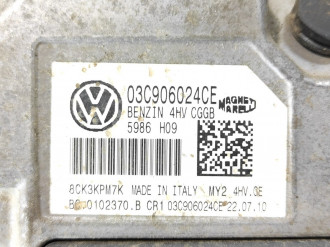 03C906024CE
MAGNETI MARELLI
BENZIN 4HV CGGB
5986 H09
8CK3KPM7K MADE IN ITALY MY2 4HV.GE
BC.0102370.B CR1 03C906024CE 22.07.10